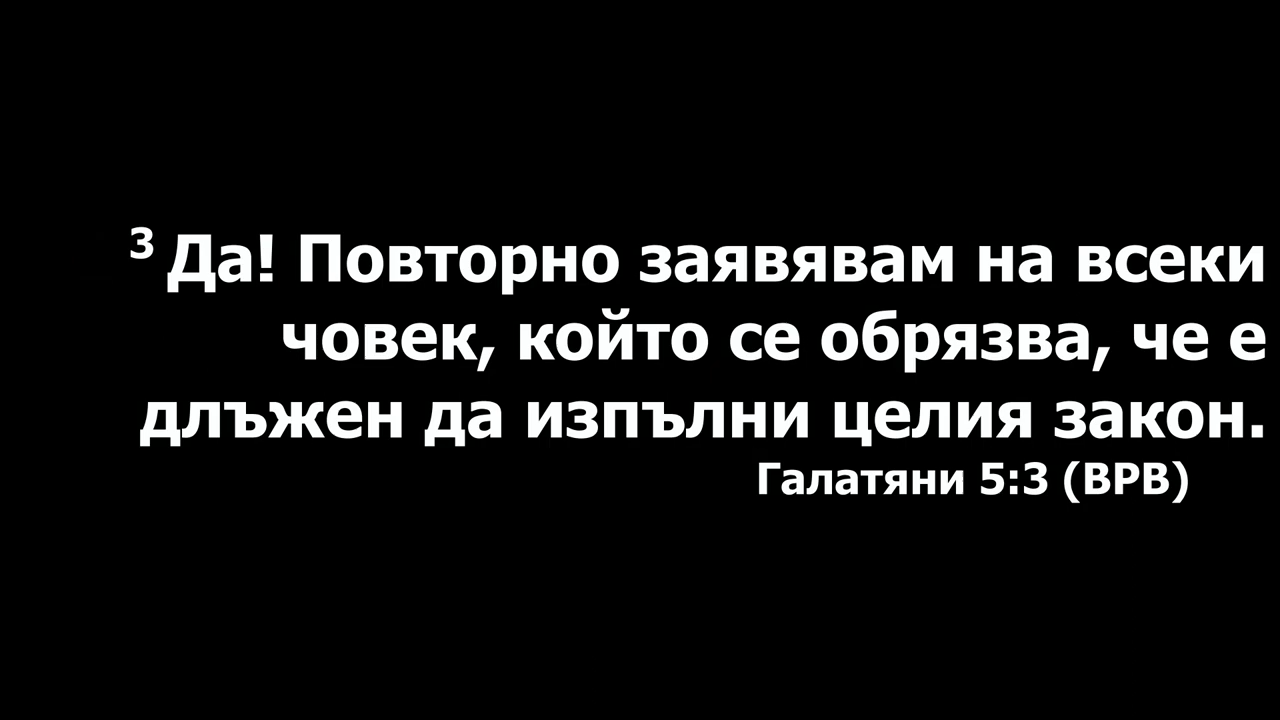 ³ Да! Повторно заявявам на всеки
човек, който се обрязва, че е
длъжен да изпълни целия закон.
Галатяни 5:3 (ВРВ)